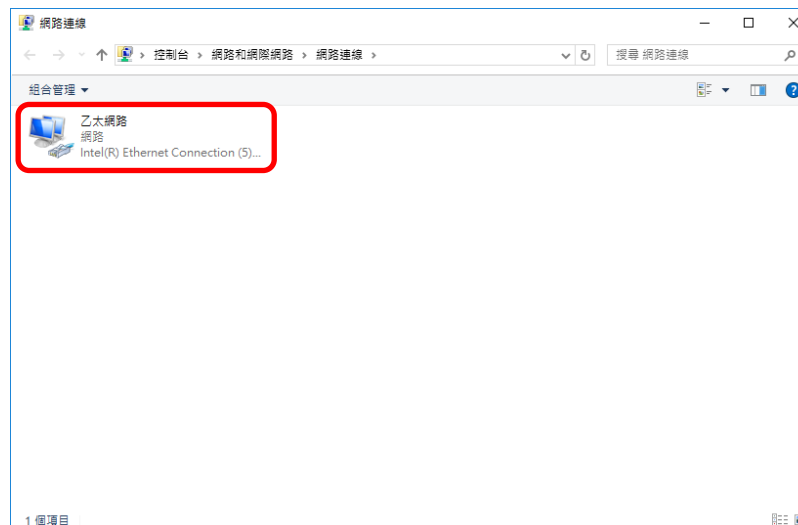 網路連線
控制台 › 網路和網際網路 › 網路連線 ›
搜尋 網路連線
組合管理
乙太網路
網路
Intel(R) Ethernet Connection (5)...
1 個項目